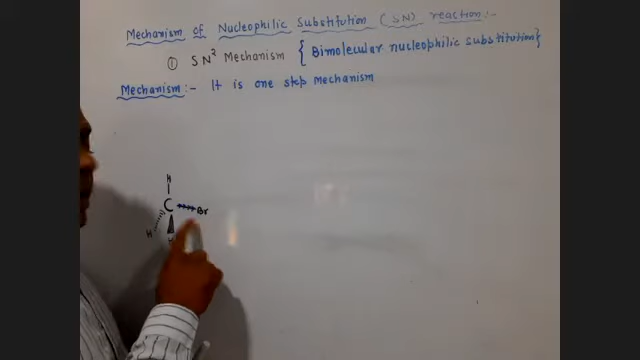 Mechanism of Nucleophilic Substitution (SN) reaction:-
① SN² Mechanism { Bimolecular nucleophilic substitution}
Mechanism:- It is one step mechanism
H
C Br
H
H